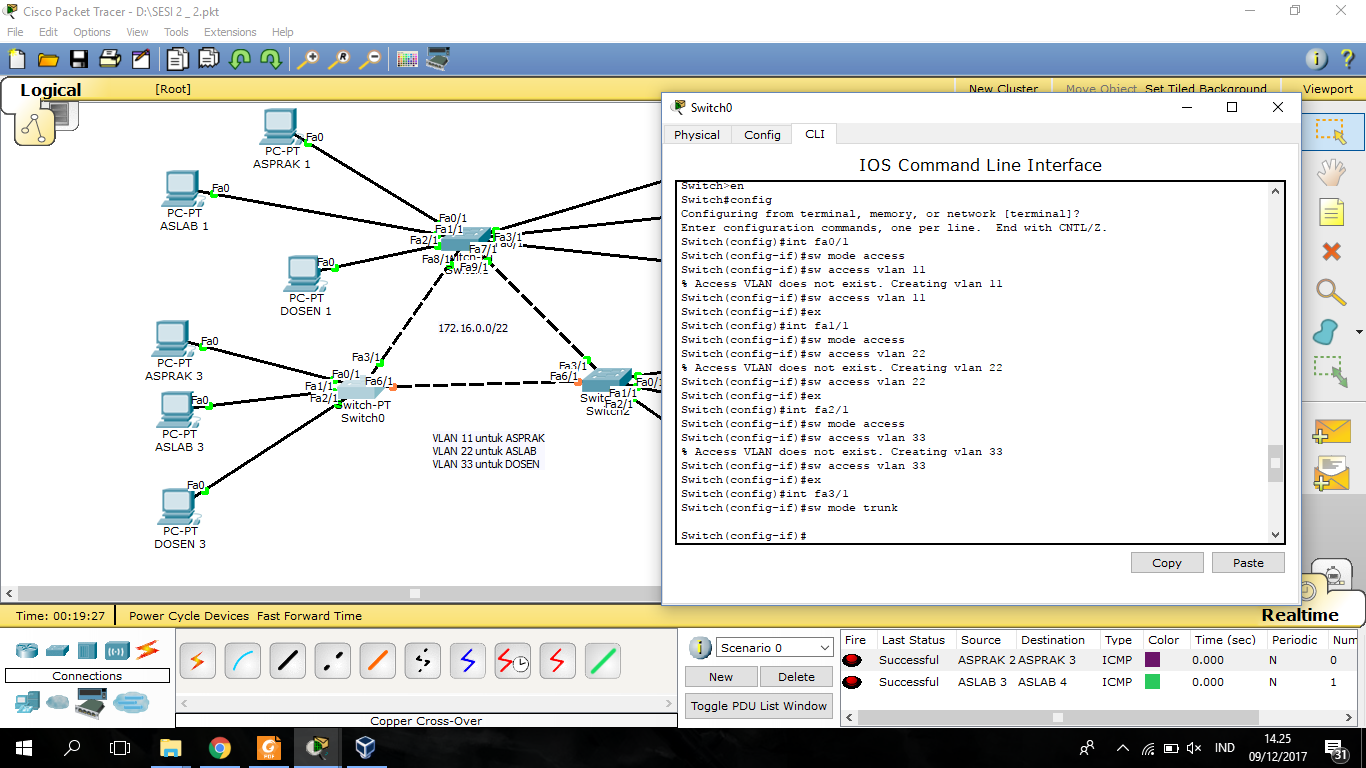 Cisco Packet Tracer - D:\SESI 2 _ 2.pkt
File Edit Options View Tools Extensions Help
Logical
[Root]
New Cluster
Move Object
Set Tiled Background
Viewport
Fa0
PC-PT
ASPRAK 1
Fa0
PC-PT
ASLAB 1
Fa0
PC-PT
DOSEN 1
Fa0/1
Fa1/1
Fa2/1
Fa3/1
Fa7/1
Fa8/1
Fa9/1
172.16.0.0/22
Fa0
PC-PT
ASPRAK 3
Fa0
PC-PT
ASLAB 3
Fa0
PC-PT
DOSEN 3
Fa3/1
Fa0/1
Fa6/1
Fa1/1
Fa2/1
Switch-PT
Switch0
Fa3/1
Fa6/1
Fa0/
Fa1/1
Fa2/1
Switch2
VLAN 11 untuk ASPRAK
VLAN 22 untuk ASLAB
VLAN 33 untuk DOSEN
Switch0
Physical Config CLI
IOS Command Line Interface
Switch>en
Switch#config
Configuring from terminal, memory, or network [terminal]?
Enter configuration commands, one per line.  End with CNTL/Z.
Switch(config)#int fa0/1
Switch(config-if)#sw mode access
Switch(config-if)#sw access vlan 11
% Access VLAN does not exist. Creating vlan 11
Switch(config-if)#sw access vlan 11
Switch(config-if)#ex
Switch(config)#int fa1/1
Switch(config-if)#sw mode access
Switch(config-if)#sw access vlan 22
% Access VLAN does not exist. Creating vlan 22
Switch(config-if)#sw access vlan 22
Switch(config-if)#ex
Switch(config)#int fa2/1
Switch(config-if)#sw mode access
Switch(config-if)#sw access vlan 33
% Access VLAN does not exist. Creating vlan 33
Switch(config-if)#sw access vlan 33
Switch(config-if)#ex
Switch(config)#int fa3/1
Switch(config-if)#sw mode trunk
Switch(config-if)#
Copy Paste
Time: 00:19:27
Power Cycle Devices Fast Forward Time
Realtime
Connections
Copper Cross-Over
Scenario 0
New Delete
Toggle PDU List Window
Fire Last Status Source Destination Type Color Time (sec) Periodic Num
Successful ASPRAK 2 ASPRAK 3 ICMP 0.000 N 0
Successful ASLAB 3 ASLAB 4 ICMP 0.000 N 1
IND
14.25
09/12/2017
31